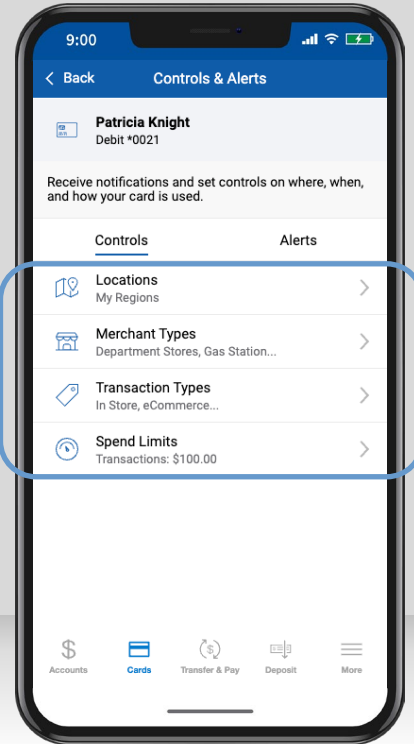 9:00
Back
Controls & Alerts
Patricia Knight
Debit *0021
Receive notifications and set controls on where, when,
and how your card is used.
Controls
Alerts
Locations
My Regions
Merchant Types
Department Stores, Gas Station...
Transaction Types
In Store, eCommerce...
Spend Limits
Transactions: $100.00
Accounts
Cards
Transfer & Pay
Deposit
More